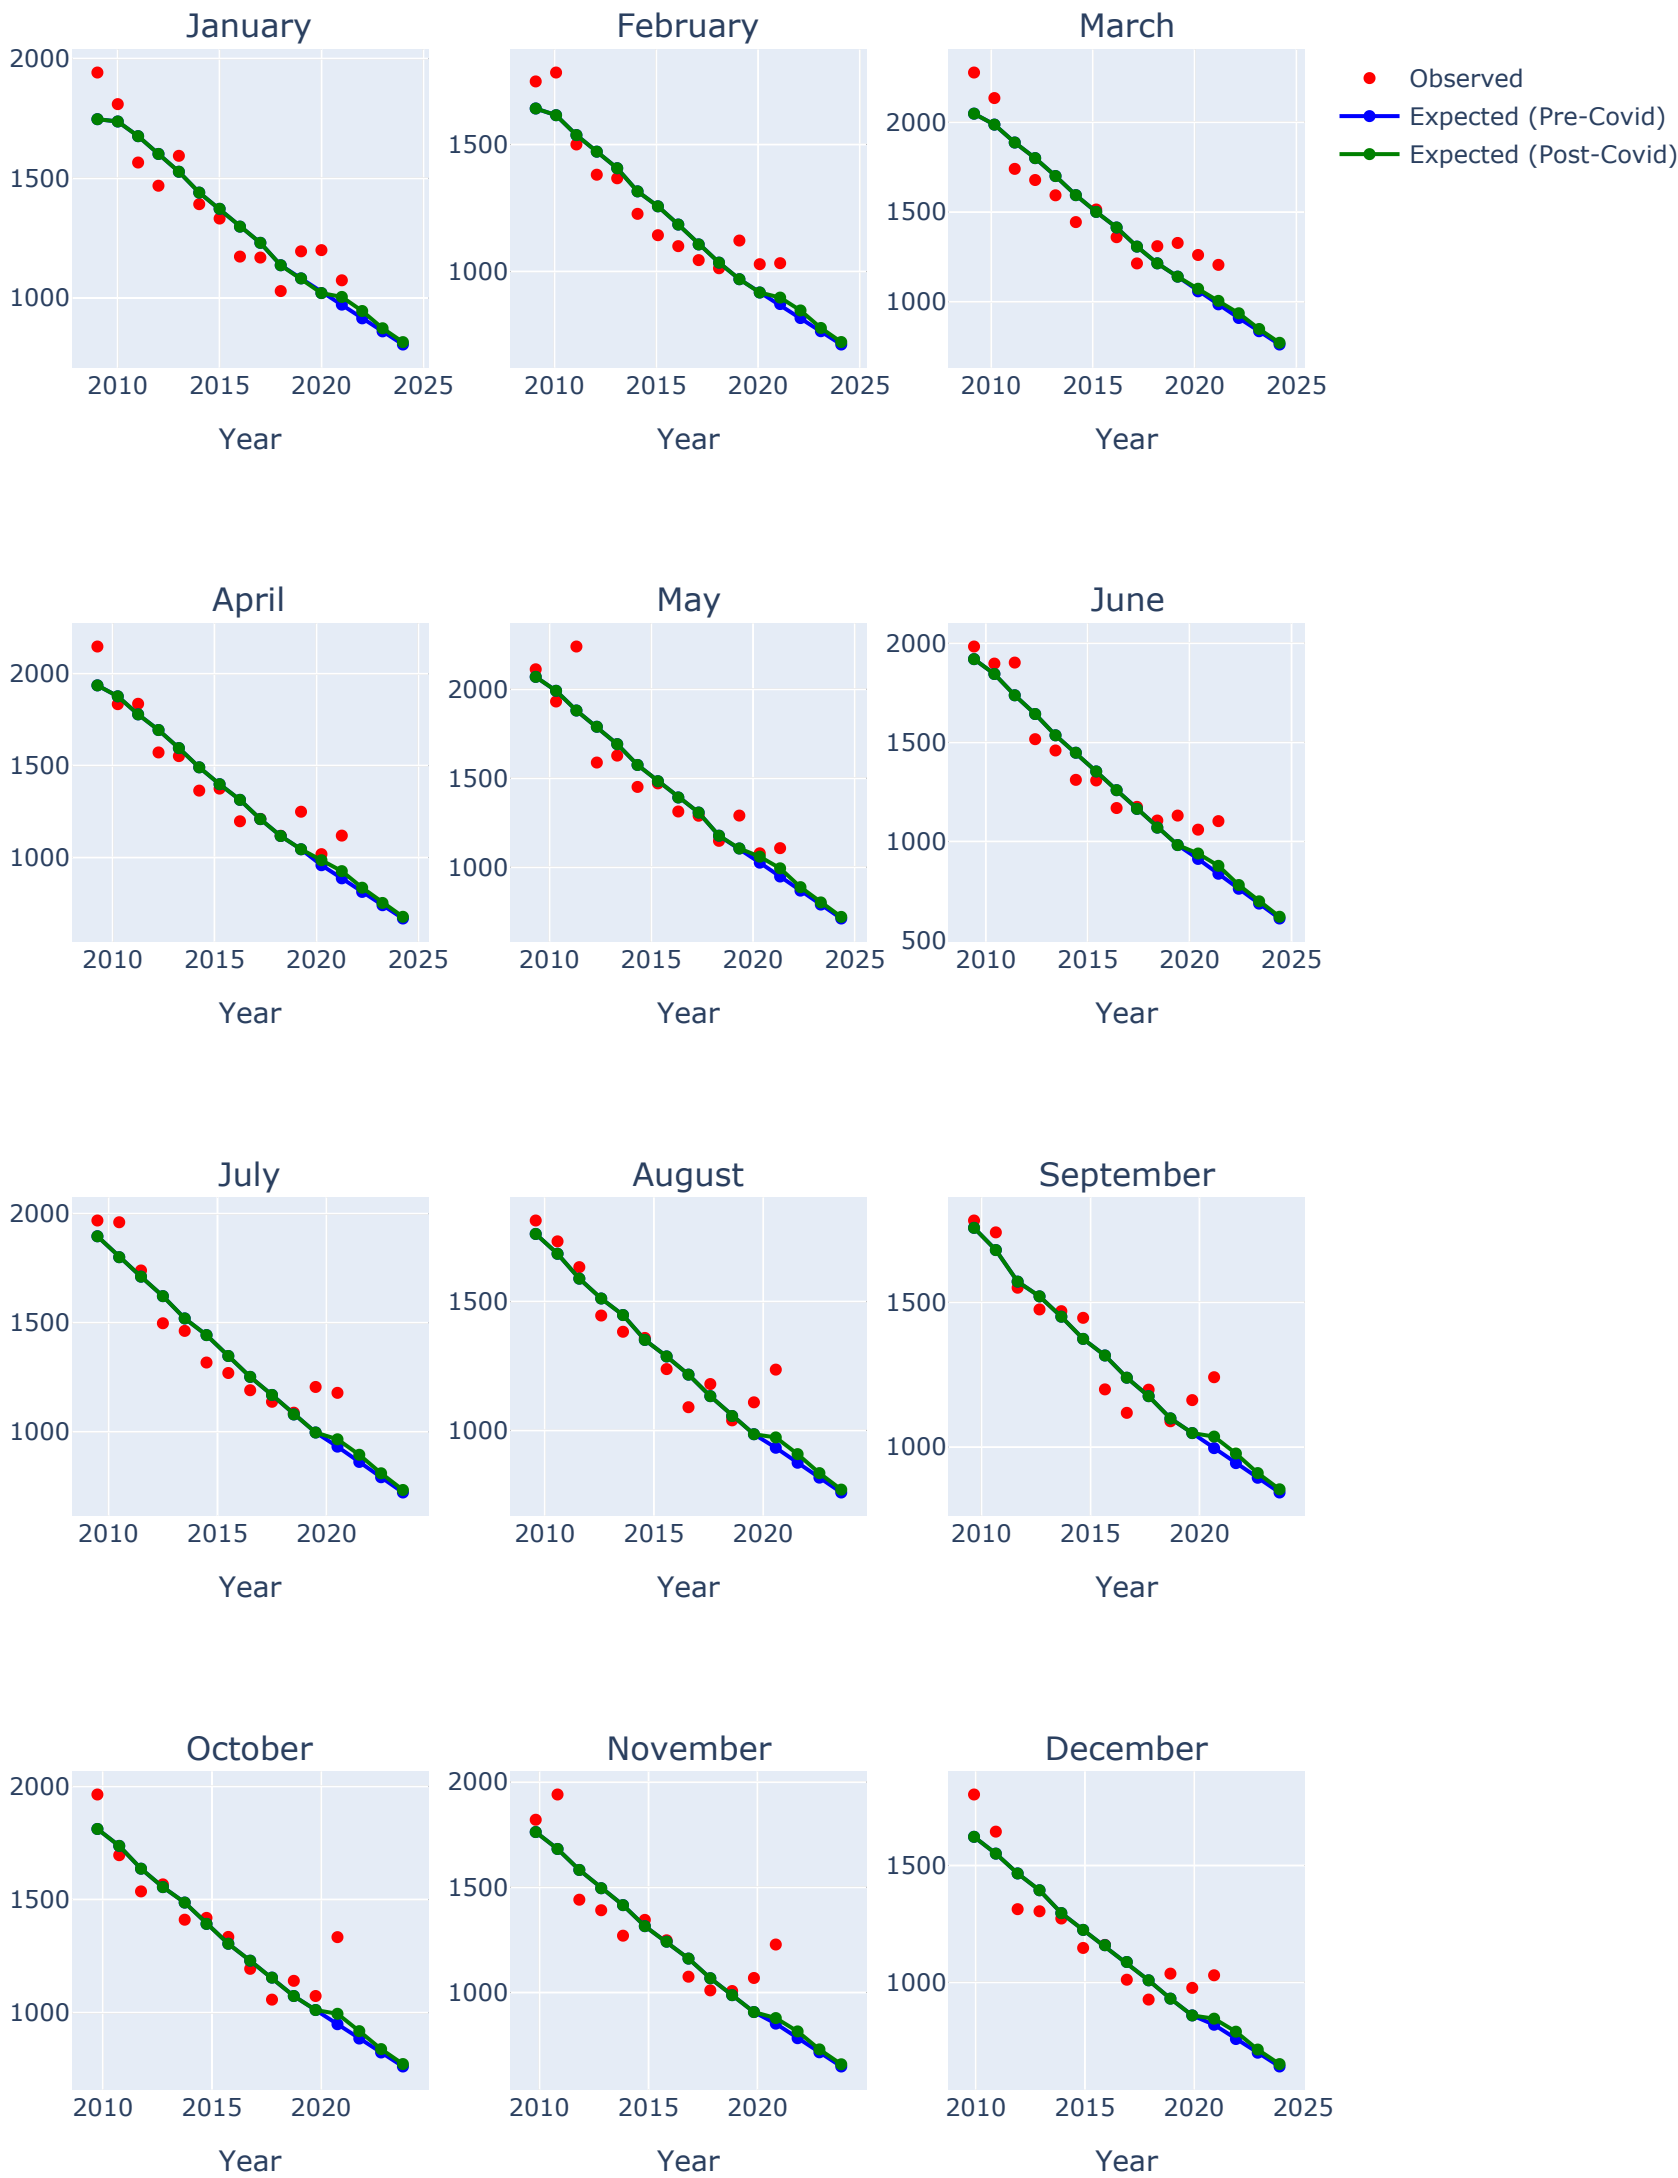 January
February
March
2000
1500
1000
2010
2015
2020
2025
Year
1500
1000
2010
2015
2020
2025
Year
2000
1500
1000
2010
2015
2020
2025
Year
Observed
Expected (Pre-Covid)
Expected (Post-Covid)
April
May
June
2000
1500
1000
2010
2015
2020
2025
Year
2000
1500
1000
2010
2015
2020
2025
Year
2000
1500
1000
500
2010
2015
2020
2025
Year
July
August
September
2000
1500
1000
2010
2015
2020
Year
1500
1000
2010
2015
2020
Year
1500
1000
2010
2015
2020
Year
October
November
December
2000
1500
1000
2010
2015
2020
Year
2000
1500
1000
2010
2015
2020
Year
1500
1000
2010
2015
2020
2025
Year